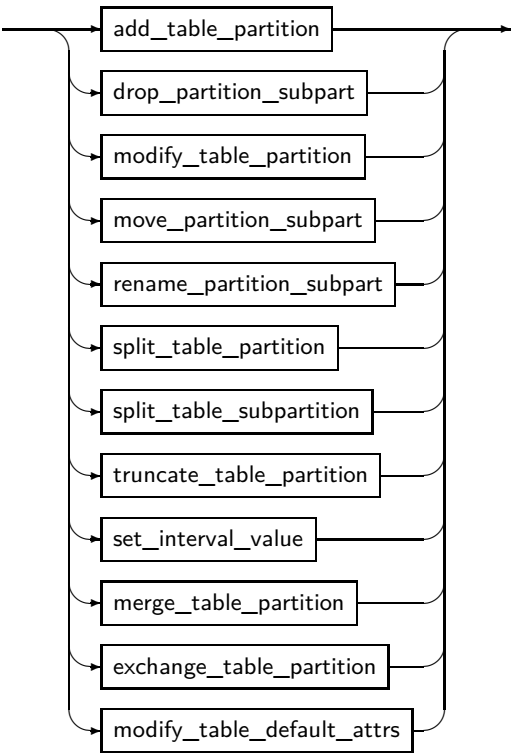 add_table_partition
drop_partition_subpart
modify_table_partition
move_partition_subpart
rename_partition_subpart
split_table_partition
split_table_subpartition
truncate_table_partition
set_interval_value
merge_table_partition
exchange_table_partition
modify_table_default_attrs